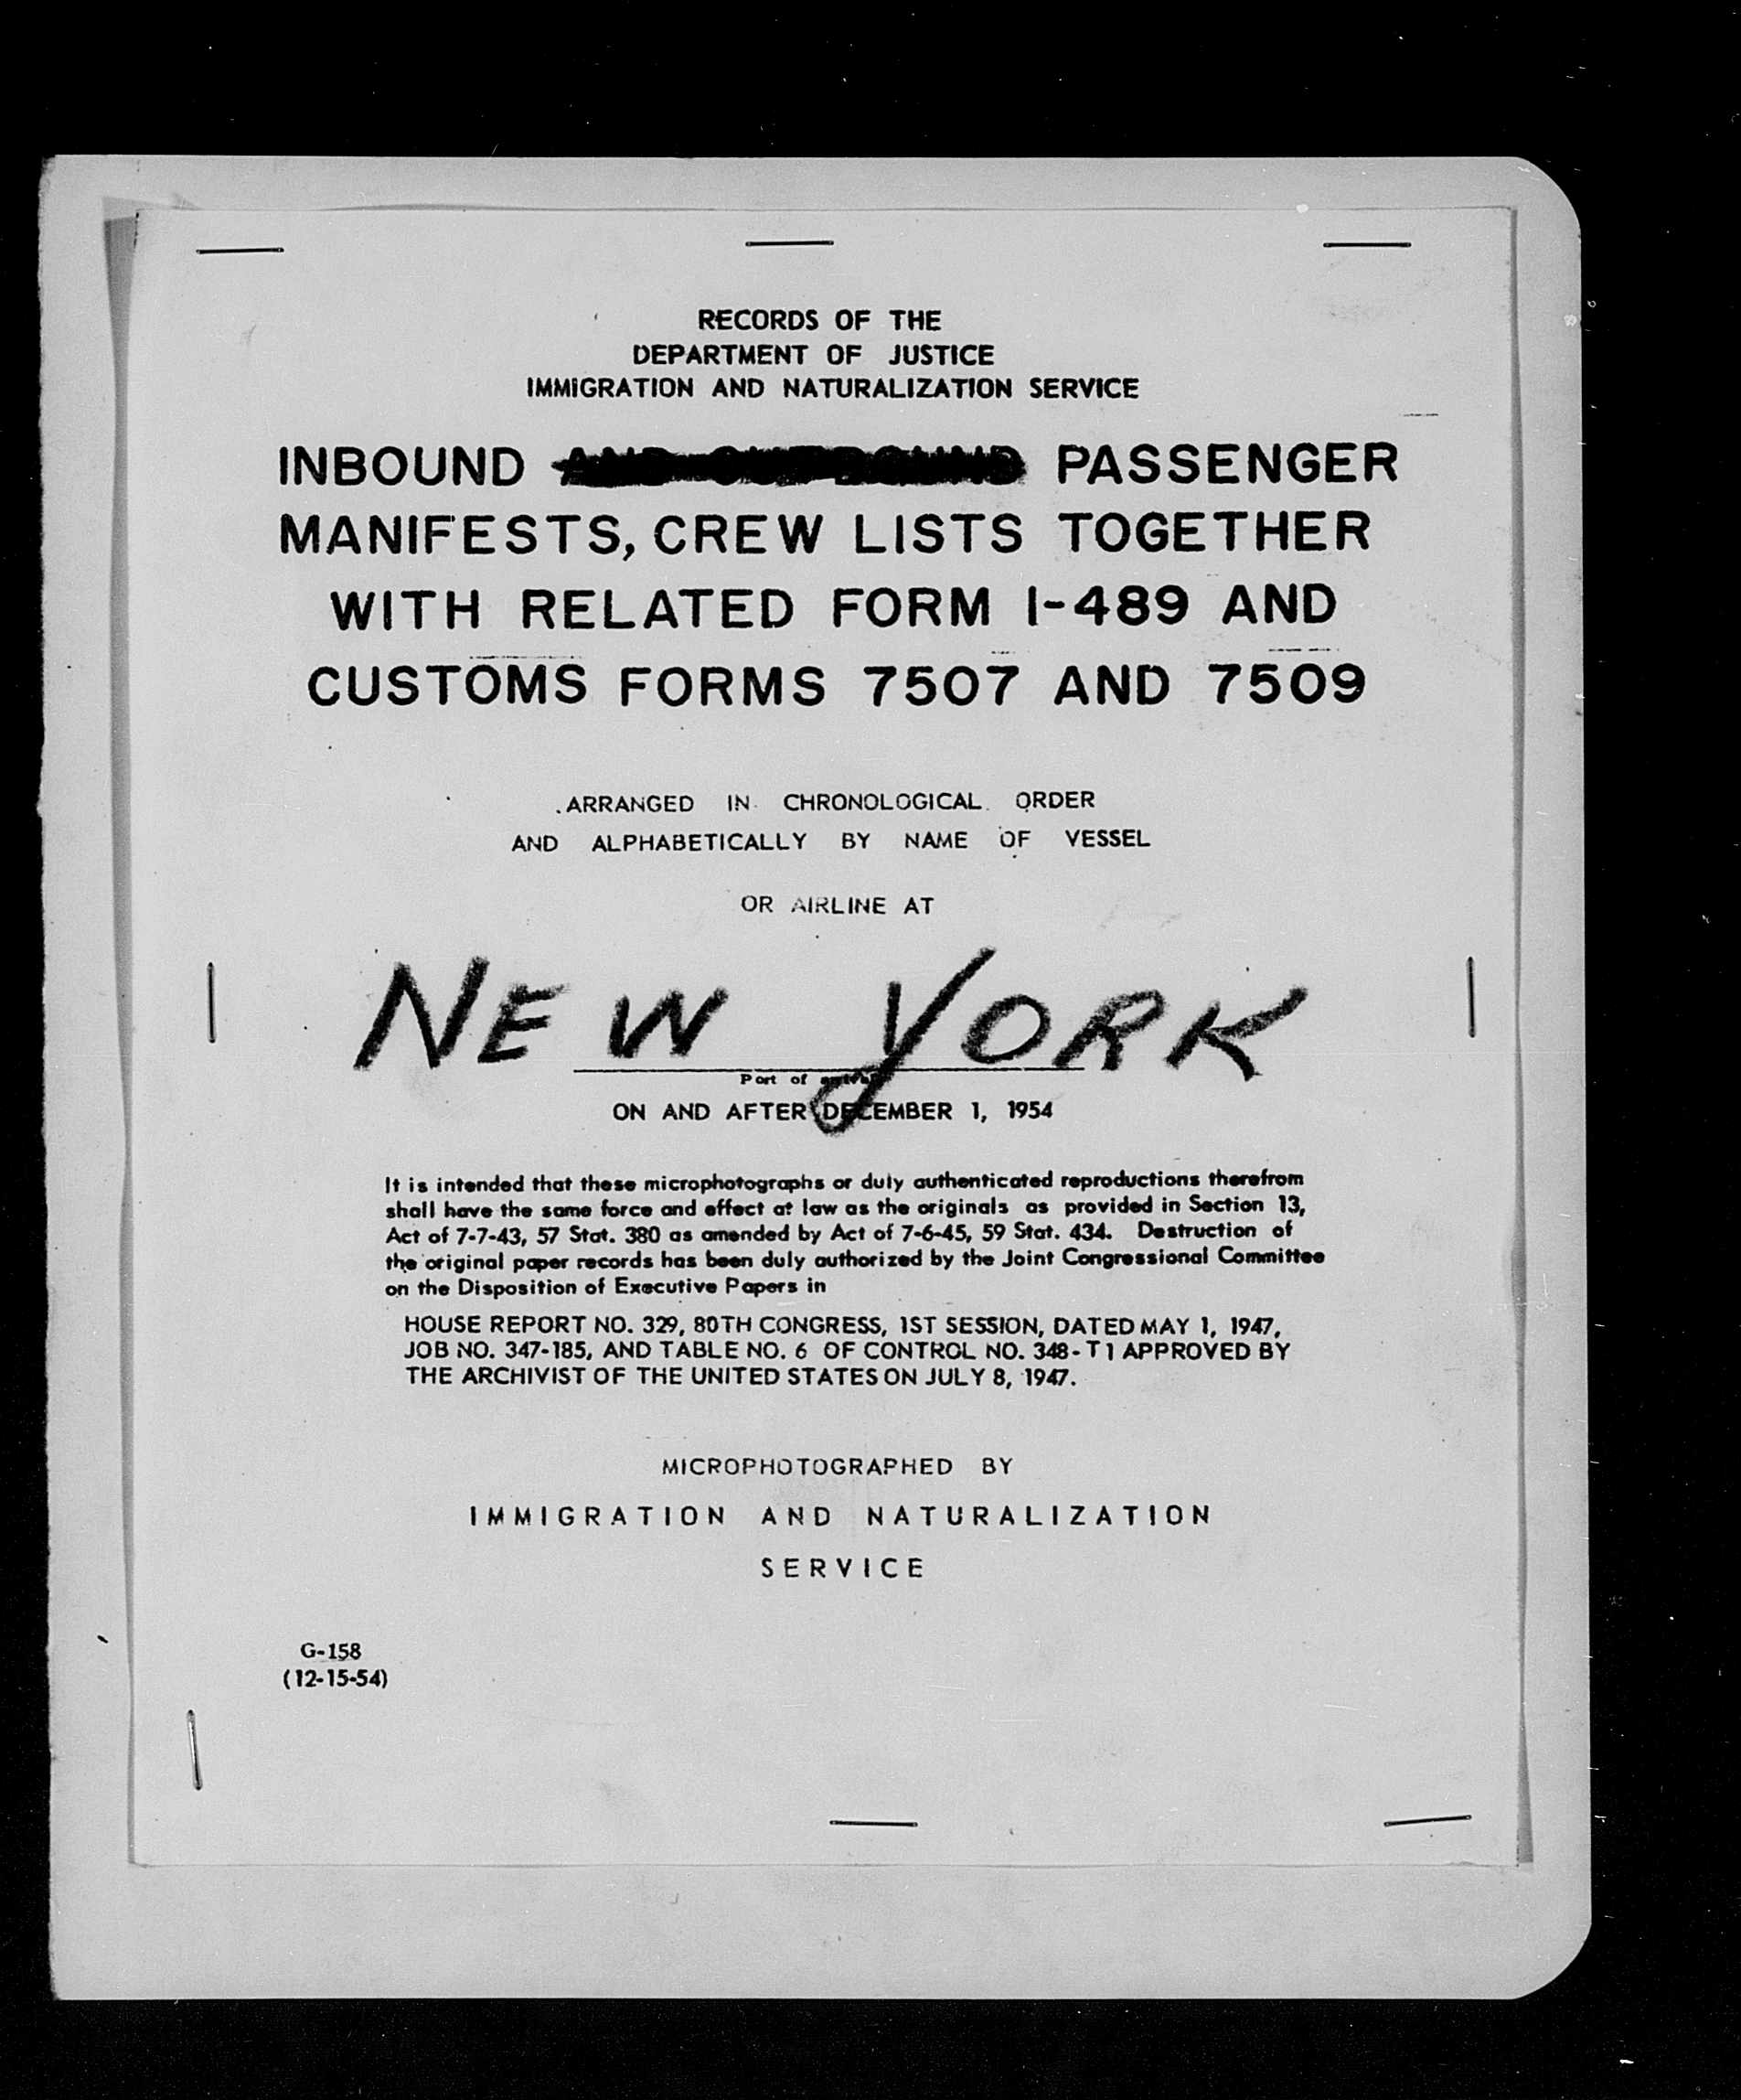 RECORDS OF THE
DEPARTMENT OF JUSTICE
IMMIGRATION AND NATURALIZATION SERVICE
INBOUND AND OUTBOUND PASSENGER
MANIFESTS, CREW LISTS TOGETHER
WITH RELATED FORM I-489 AND
CUSTOMS FORMS 7507 AND 7509
ARRANGED IN CHRONOLOGICAL ORDER
AND ALPHABETICALLY BY NAME OF VESSEL
OR AIRLINE AT
NEW YORK
Port of arrival
ON AND AFTER DECEMBER 1, 1954
It is intended that these microphotographs or duly authenticated reproductions therefrom
shall have the same force and effect at law as the originals as provided in Section 13,
Act of 7-7-43, 57 Stat. 380 as amended by Act of 7-6-45, 59 Stat. 434. Destruction of
the original paper records has been duly authorized by the Joint Congressional Committee
on the Disposition of Executive Papers in
HOUSE REPORT NO. 329, 80TH CONGRESS, 1ST SESSION, DATED MAY 1, 1947,
JOB NO. 347-185, AND TABLE NO. 6 OF CONTROL NO. 348-T1 APPROVED BY
THE ARCHIVIST OF THE UNITED STATES ON JULY 8, 1947.
MICROPHOTOGRAPHED BY
IMMIGRATION AND NATURALIZATION
SERVICE
G-158
(12-15-54)